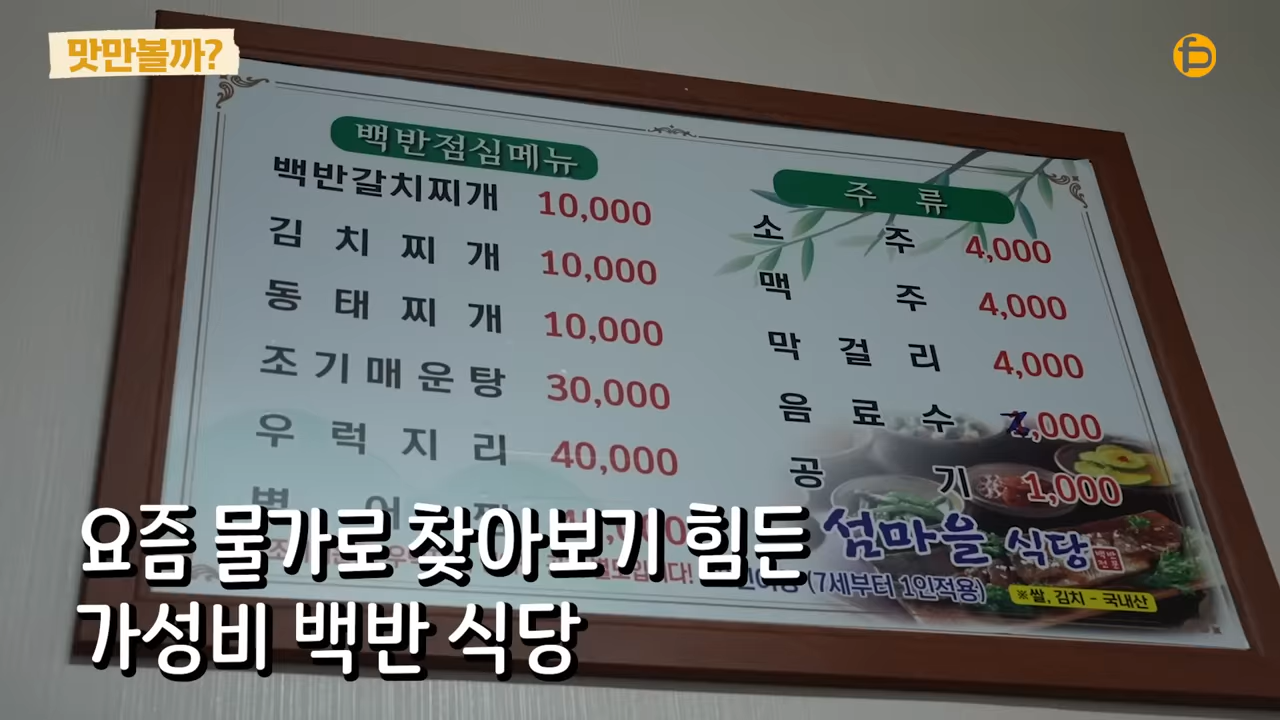 맛만볼까?
백반점심메뉴
백반갈치찌개 10,000
김치찌개 10,000
동태찌개 10,000
조기매운탕 30,000
우럭지리 40,000
주류
소주 4,000
맥주 4,000
막걸리 4,000
음료수 ,000
공기 1,000
섬마을 식당
백반전문
(7세부터 1인적용)
※쌀, 김치 - 국내산
요즘 물가로 찾아보기 힘든
가성비 백반 식당